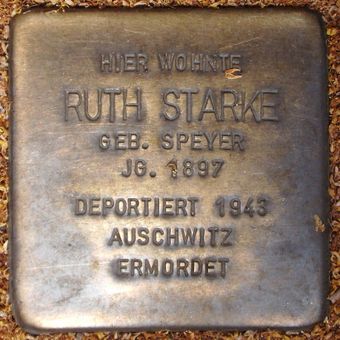 HIER WOHNTE
RUTH STARKE
GEB. SPEYER
JG. 1897
DEPORTIERT 1943
AUSCHWITZ
ERMORDET